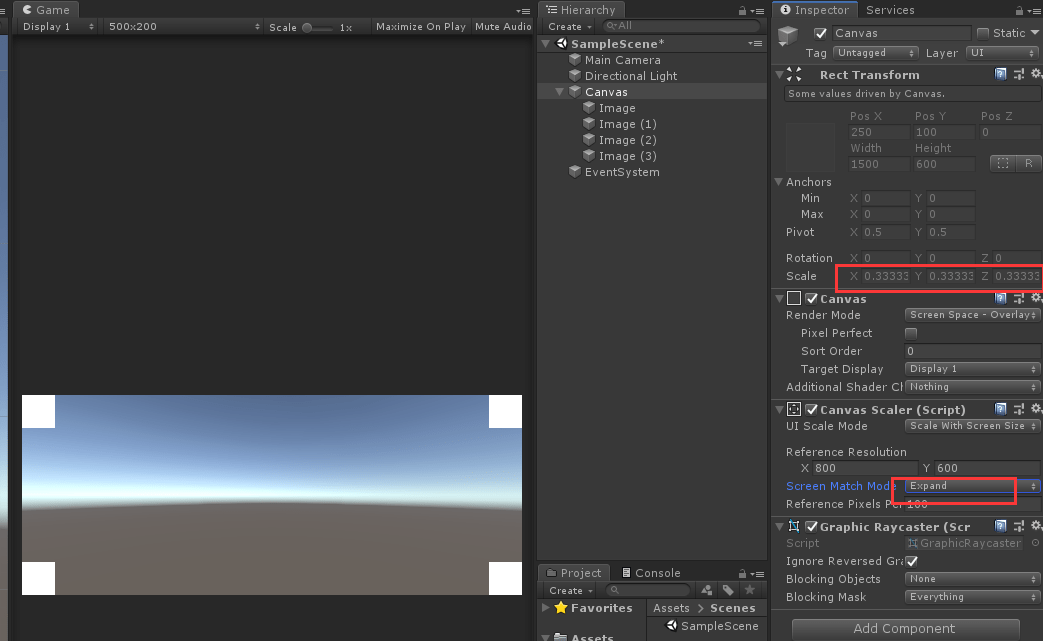 Game
Display 1 500x200 Scale 1x Maximize On Play Mute Audio
Hierarchy
Create All
SampleScene*
Main Camera
Directional Light
Canvas
Image
Image (1)
Image (2)
Image (3)
EventSystem
Project Console
Create
Favorites
Assets
Assets Scenes
SampleScene
Inspector Services
Canvas Static
Tag Untagged Layer UI
Rect Transform
Some values driven by Canvas.
Pos X Pos Y Pos Z
250 100 0
Width Height
1500 600
R
Anchors
Min X 0 Y 0
Max X 0 Y 0
Pivot X 0.5 Y 0.5
Rotation X 0 Y 0 Z 0
Scale X 0.33333 Y 0.33333 Z 0.33333
Canvas
Render Mode Screen Space - Overlay
Pixel Perfect
Sort Order 0
Target Display Display 1
Additional Shader Ch Nothing
Canvas Scaler (Script)
UI Scale Mode Scale With Screen Size
Reference Resolution
X 800 Y 600
Screen Match Mode Expand
Reference Pixels Per 100
Graphic Raycaster (Scr
Script GraphicRaycaster
Ignore Reversed Gra
Blocking Objects None
Blocking Mask Everything
Add Component